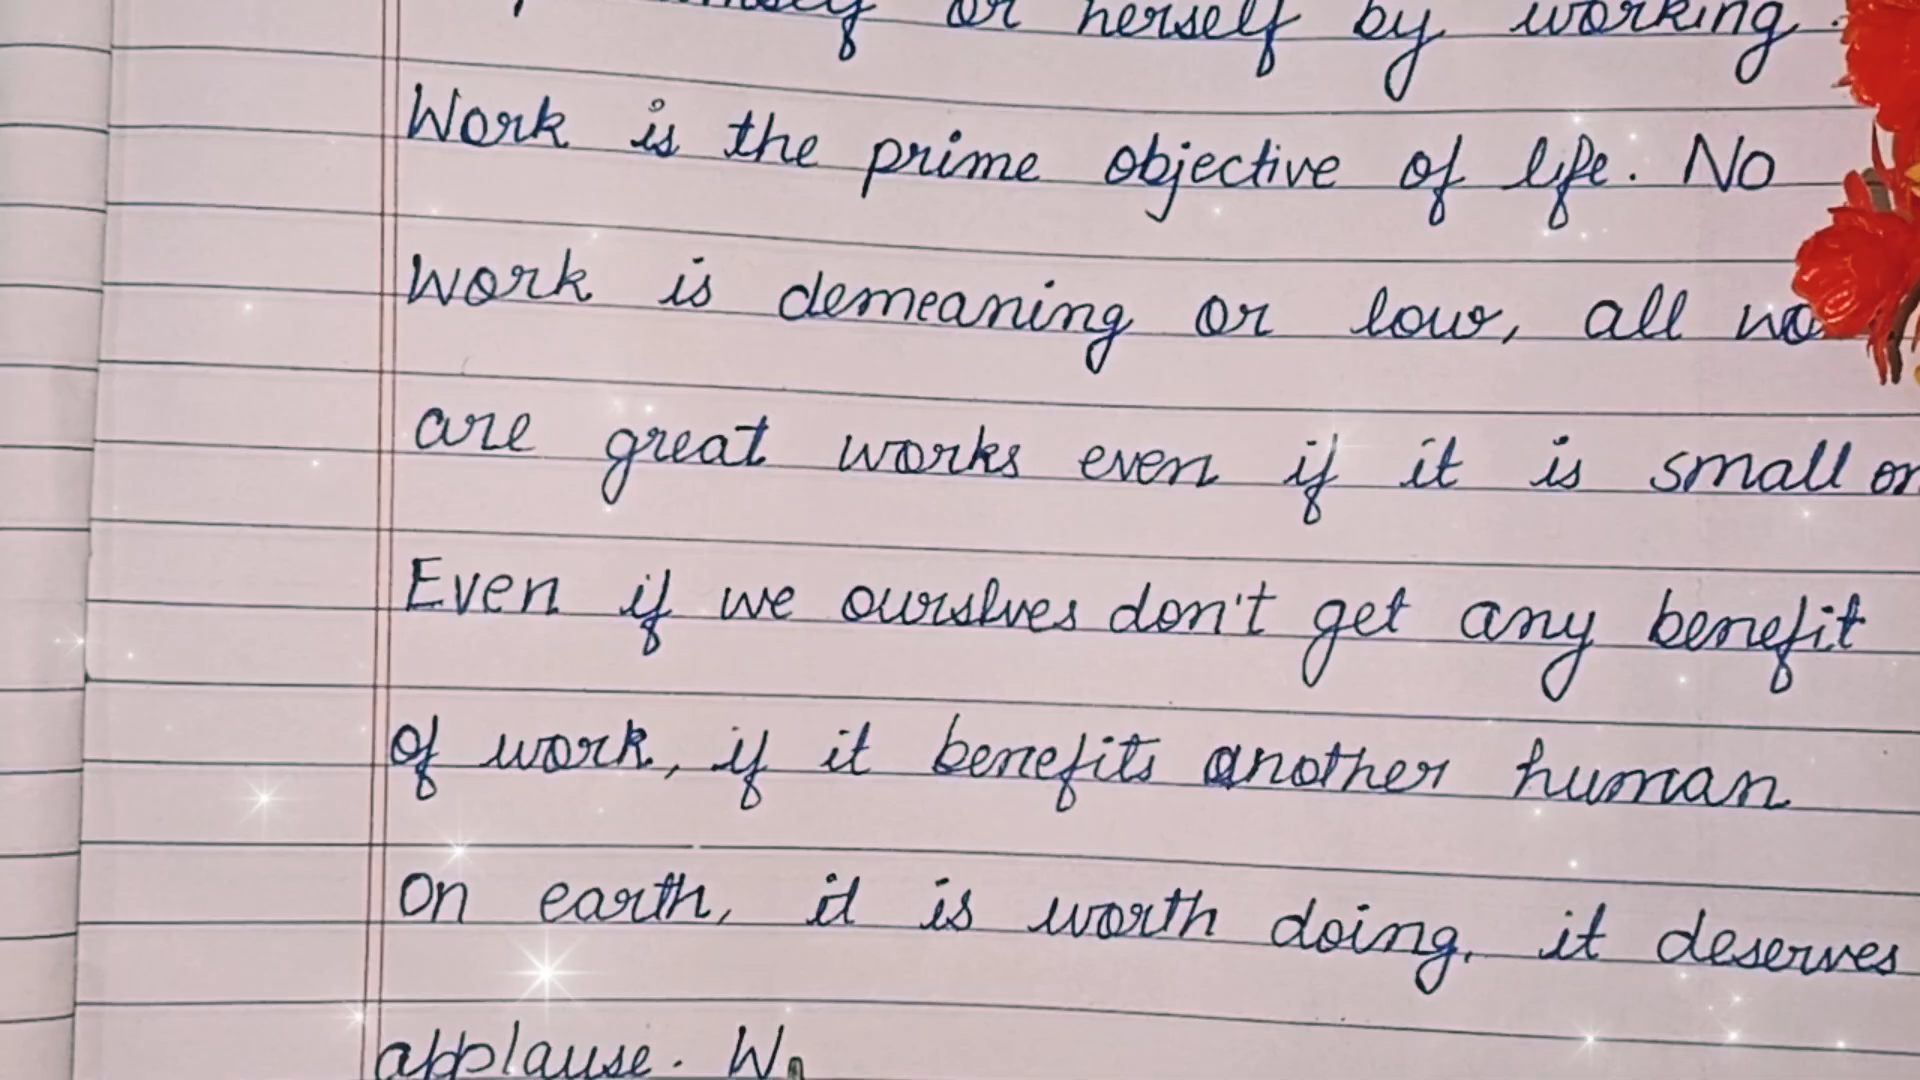 or herself by working.
Work is the prime objective of life. No
work is demeaning or low, all
are great works even if it is small or
Even if we ourslves don't get any benefit
of work, if it benefits another human
on earth, it is worth doing, it deserves
applause.